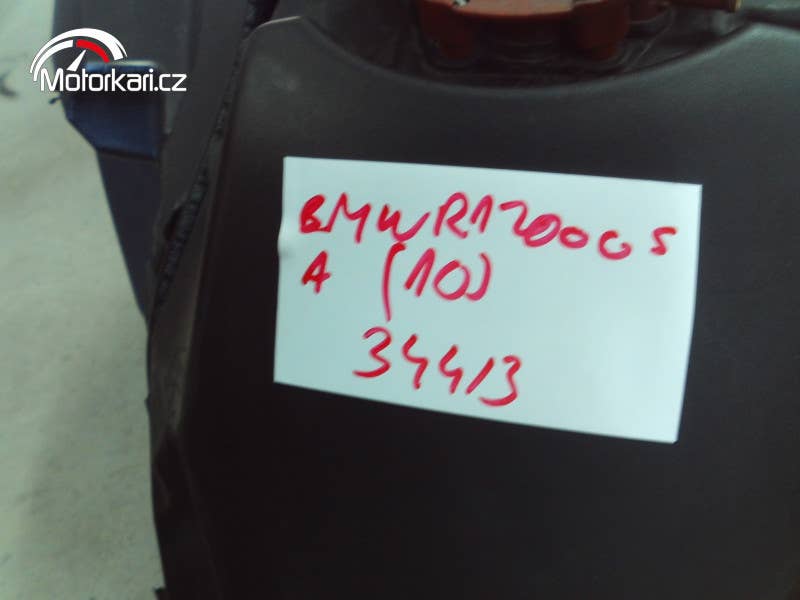 Motorkari.cz
BMW R1200GS
A (10)
34413